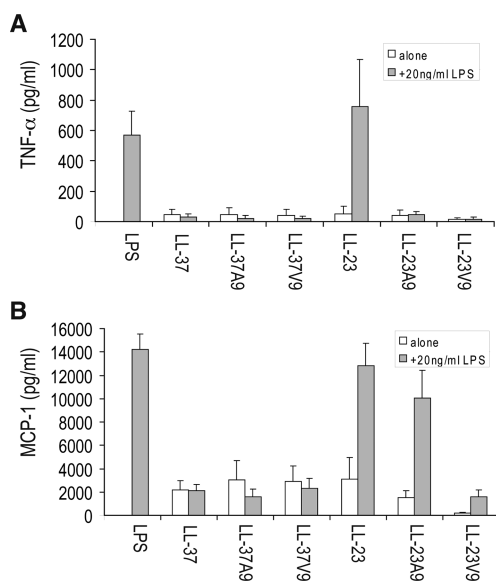 A
TNF-α (pg/ml)
1200
1000
800
600
400
200
0
alone
+20ng/ml LPS
LPS
LL-37
LL-37A9
LL-37V9
LL-23
LL-23A9
LL-23V9
B
MCP-1 (pg/ml)
16000
14000
12000
10000
8000
6000
4000
2000
0
alone
+20ng/ml LPS
LPS
LL-37
LL-37A9
LL-37V9
LL-23
LL-23A9
LL-23V9